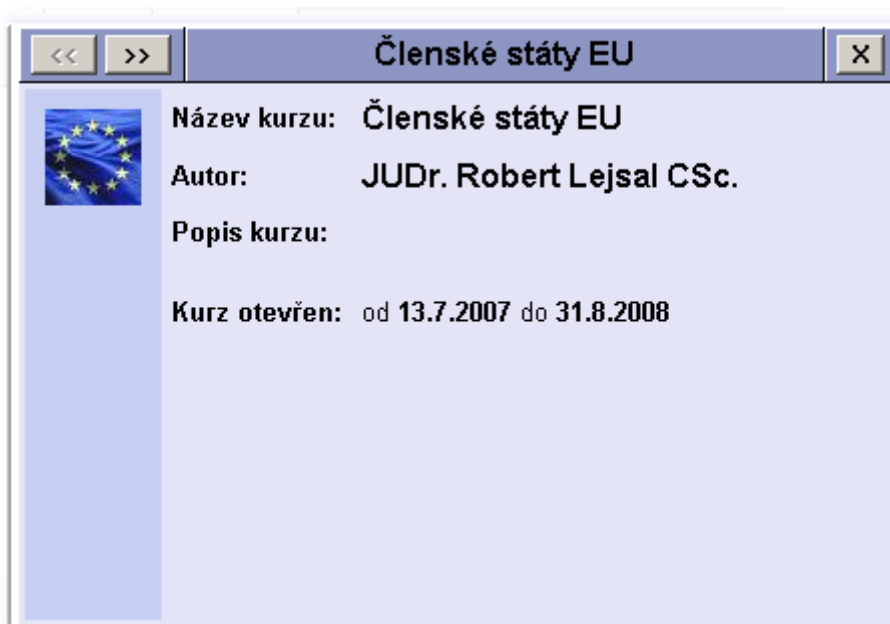 << >> Členské státy EU X
Název kurzu: Členské státy EU
Autor: JUDr. Robert Lejsal CSc.
Popis kurzu:
Kurz otevřen: od 13.7.2007 do 31.8.2008